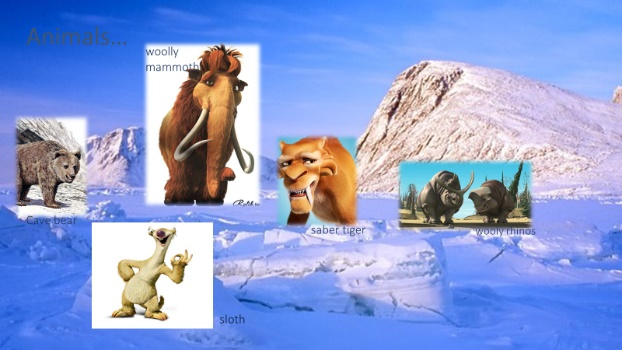 Animals...
woolly
mammoth
Cave bear
saber tiger
wooly rhinos
sloth